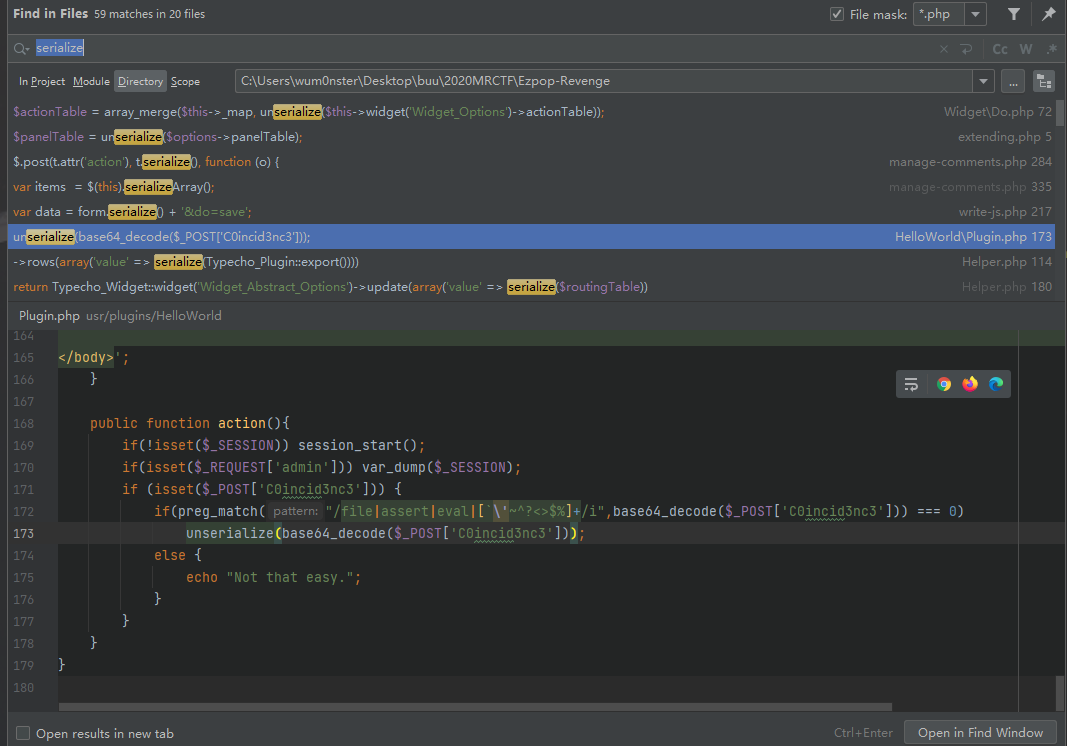 Find in Files 59 matches in 20 files File mask: *.php
serialize Cc W .*
In Project Module Directory Scope C:\Users\wum0nster\Desktop\buu\2020MRCTF\Ezpop-Revenge ...
$actionTable = array_merge($this->_map, unserialize($this->widget('Widget_Options')->actionTable)); Widget\Do.php 72
$panelTable = unserialize($options->panelTable); extending.php 5
$.post(t.attr('action'), t.serialize(), function (o) { manage-comments.php 284
var items = $(this).serializeArray(); manage-comments.php 335
var data = form.serialize() + '&do=save'; write-js.php 217
unserialize(base64_decode($_POST['C0incid3nc3'])); HelloWorld\Plugin.php 173
->rows(array('value' => serialize(Typecho_Plugin::export()))) Helper.php 114
return Typecho_Widget::widget('Widget_Abstract_Options')->update(array('value' => serialize($routingTable)) Helper.php 180
Plugin.php usr/plugins/HelloWorld
164
165 </body>';
166 }
167
168 public function action(){
169 if(!isset($_SESSION)) session_start();
170 if(isset($_REQUEST['admin'])) var_dump($_SESSION);
171 if (isset($_POST['C0incid3nc3'])) {
172 if(preg_match( pattern: "/file|assert|eval|[`\'~^?<>$%]+/i",base64_decode($_POST['C0incid3nc3'])) === 0)
173 unserialize(base64_decode($_POST['C0incid3nc3']));
174 else {
175 echo "Not that easy.";
176 }
177 }
178 }
179 }
180
Open results in new tab Ctrl+Enter Open in Find Window